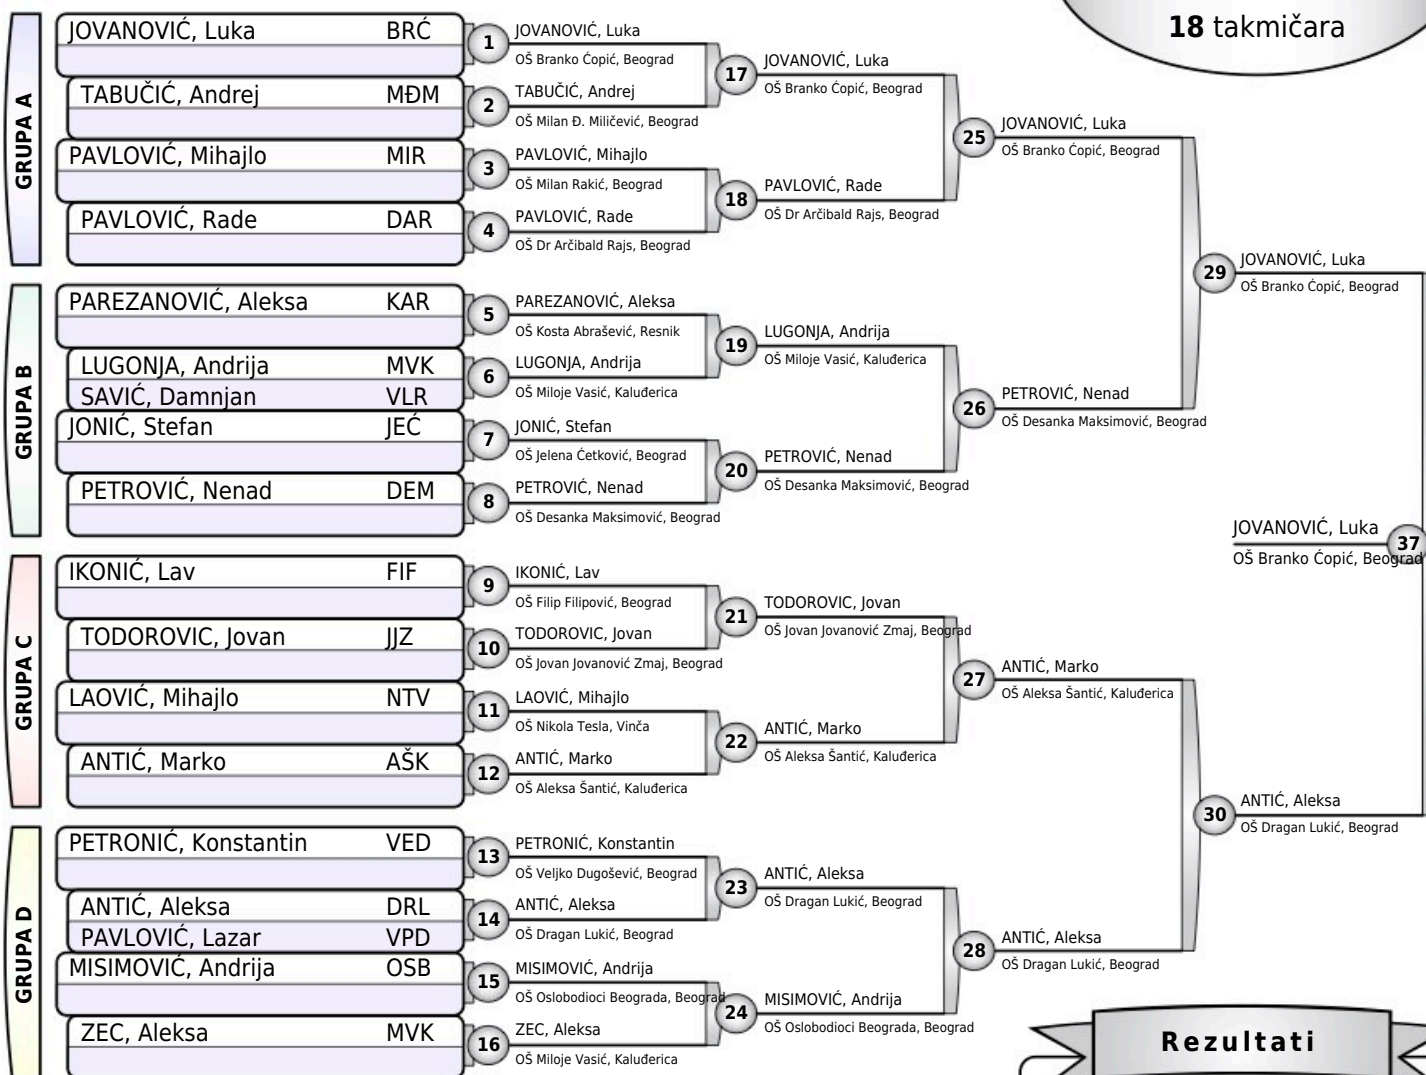 18 takmičara
GRUPA A
JOVANOVIĆ, Luka BRĆ
TABUČIĆ, Andrej MĐM
PAVLOVIĆ, Mihajlo MIR
PAVLOVIĆ, Rade DAR
GRUPA B
PAREZANOVIĆ, Aleksa KAR
LUGONJA, Andrija MVK
SAVIĆ, Damnjan VLR
JONIĆ, Stefan JEĆ
PETROVIĆ, Nenad DEM
GRUPA C
IKONIĆ, Lav FIF
TODOROVIC, Jovan JJZ
LAOVIĆ, Mihajlo NTV
ANTIĆ, Marko AŠK
GRUPA D
PETRONIĆ, Konstantin VED
ANTIĆ, Aleksa DRL
PAVLOVIĆ, Lazar VPD
MISIMOVIĆ, Andrija OSB
ZEC, Aleksa MVK
1 JOVANOVIĆ, Luka
OŠ Branko Ćopić, Beograd
2 TABUČIĆ, Andrej
OŠ Milan Đ. Miličević, Beograd
3 PAVLOVIĆ, Mihajlo
OŠ Milan Rakić, Beograd
4 PAVLOVIĆ, Rade
OŠ Dr Arčibald Rajs, Beograd
5 PAREZANOVIĆ, Aleksa
OŠ Kosta Abrašević, Resnik
6 LUGONJA, Andrija
OŠ Miloje Vasić, Kaluđerica
7 JONIĆ, Stefan
OŠ Jelena Ćetković, Beograd
8 PETROVIĆ, Nenad
OŠ Desanka Maksimović, Beograd
9 IKONIĆ, Lav
OŠ Filip Filipović, Beograd
10 TODOROVIC, Jovan
OŠ Jovan Jovanović Zmaj, Beograd
11 LAOVIĆ, Mihajlo
OŠ Nikola Tesla, Vinča
12 ANTIĆ, Marko
OŠ Aleksa Šantić, Kaluđerica
13 PETRONIĆ, Konstantin
OŠ Veljko Dugošević, Beograd
14 ANTIĆ, Aleksa
OŠ Dragan Lukić, Beograd
15 MISIMOVIĆ, Andrija
OŠ Oslobodioci Beograda, Beograd
16 ZEC, Aleksa
OŠ Miloje Vasić, Kaluđerica
17 JOVANOVIĆ, Luka
OŠ Branko Ćopić, Beograd
18 PAVLOVIĆ, Rade
OŠ Dr Arčibald Rajs, Beograd
19 LUGONJA, Andrija
OŠ Miloje Vasić, Kaluđerica
20 PETROVIĆ, Nenad
OŠ Desanka Maksimović, Beograd
21 TODOROVIC, Jovan
OŠ Jovan Jovanović Zmaj, Beograd
22 ANTIĆ, Marko
OŠ Aleksa Šantić, Kaluđerica
23 ANTIĆ, Aleksa
OŠ Dragan Lukić, Beograd
24 MISIMOVIĆ, Andrija
OŠ Oslobodioci Beograda, Beograd
25 JOVANOVIĆ, Luka
OŠ Branko Ćopić, Beograd
26 PETROVIĆ, Nenad
OŠ Desanka Maksimović, Beograd
27 ANTIĆ, Marko
OŠ Aleksa Šantić, Kaluđerica
28 ANTIĆ, Aleksa
OŠ Dragan Lukić, Beograd
29 JOVANOVIĆ, Luka
OŠ Branko Ćopić, Beograd
30 ANTIĆ, Aleksa
OŠ Dragan Lukić, Beograd
JOVANOVIĆ, Luka 37
OŠ Branko Ćopić, Beograd
Rezultati